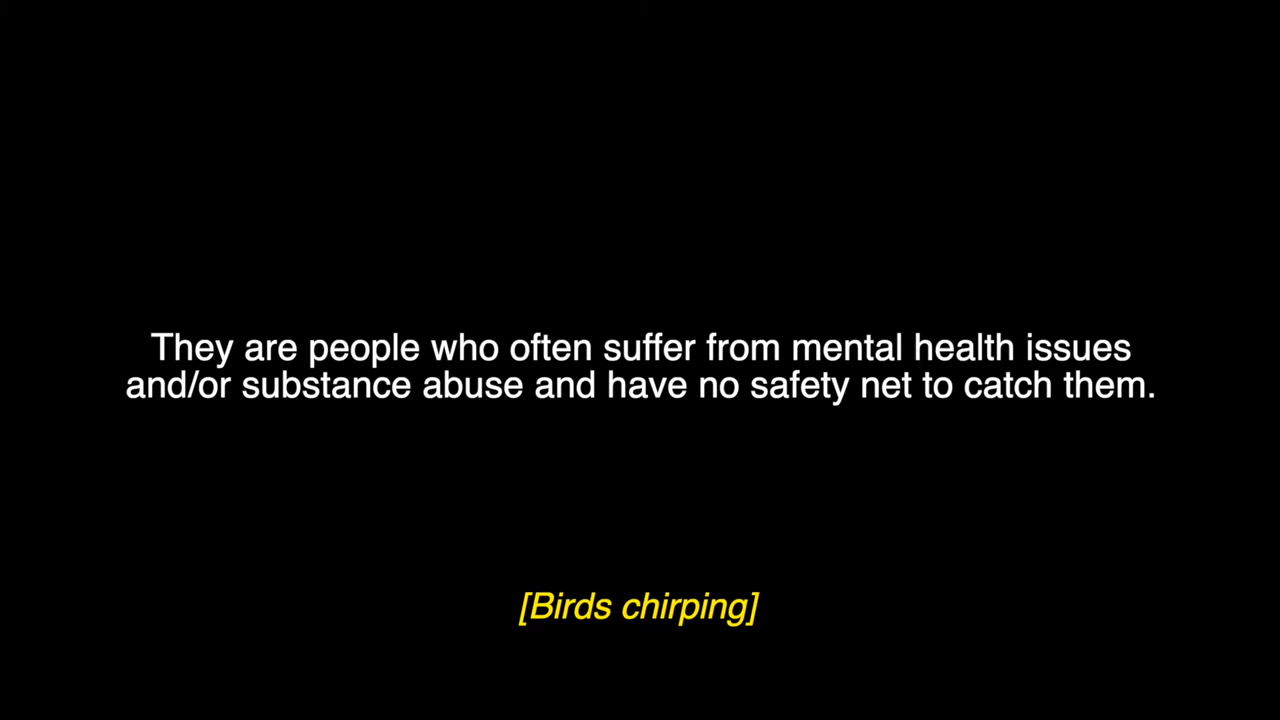 They are people who often suffer from mental health issues
and/or substance abuse and have no safety net to catch them.
[Birds chirping]